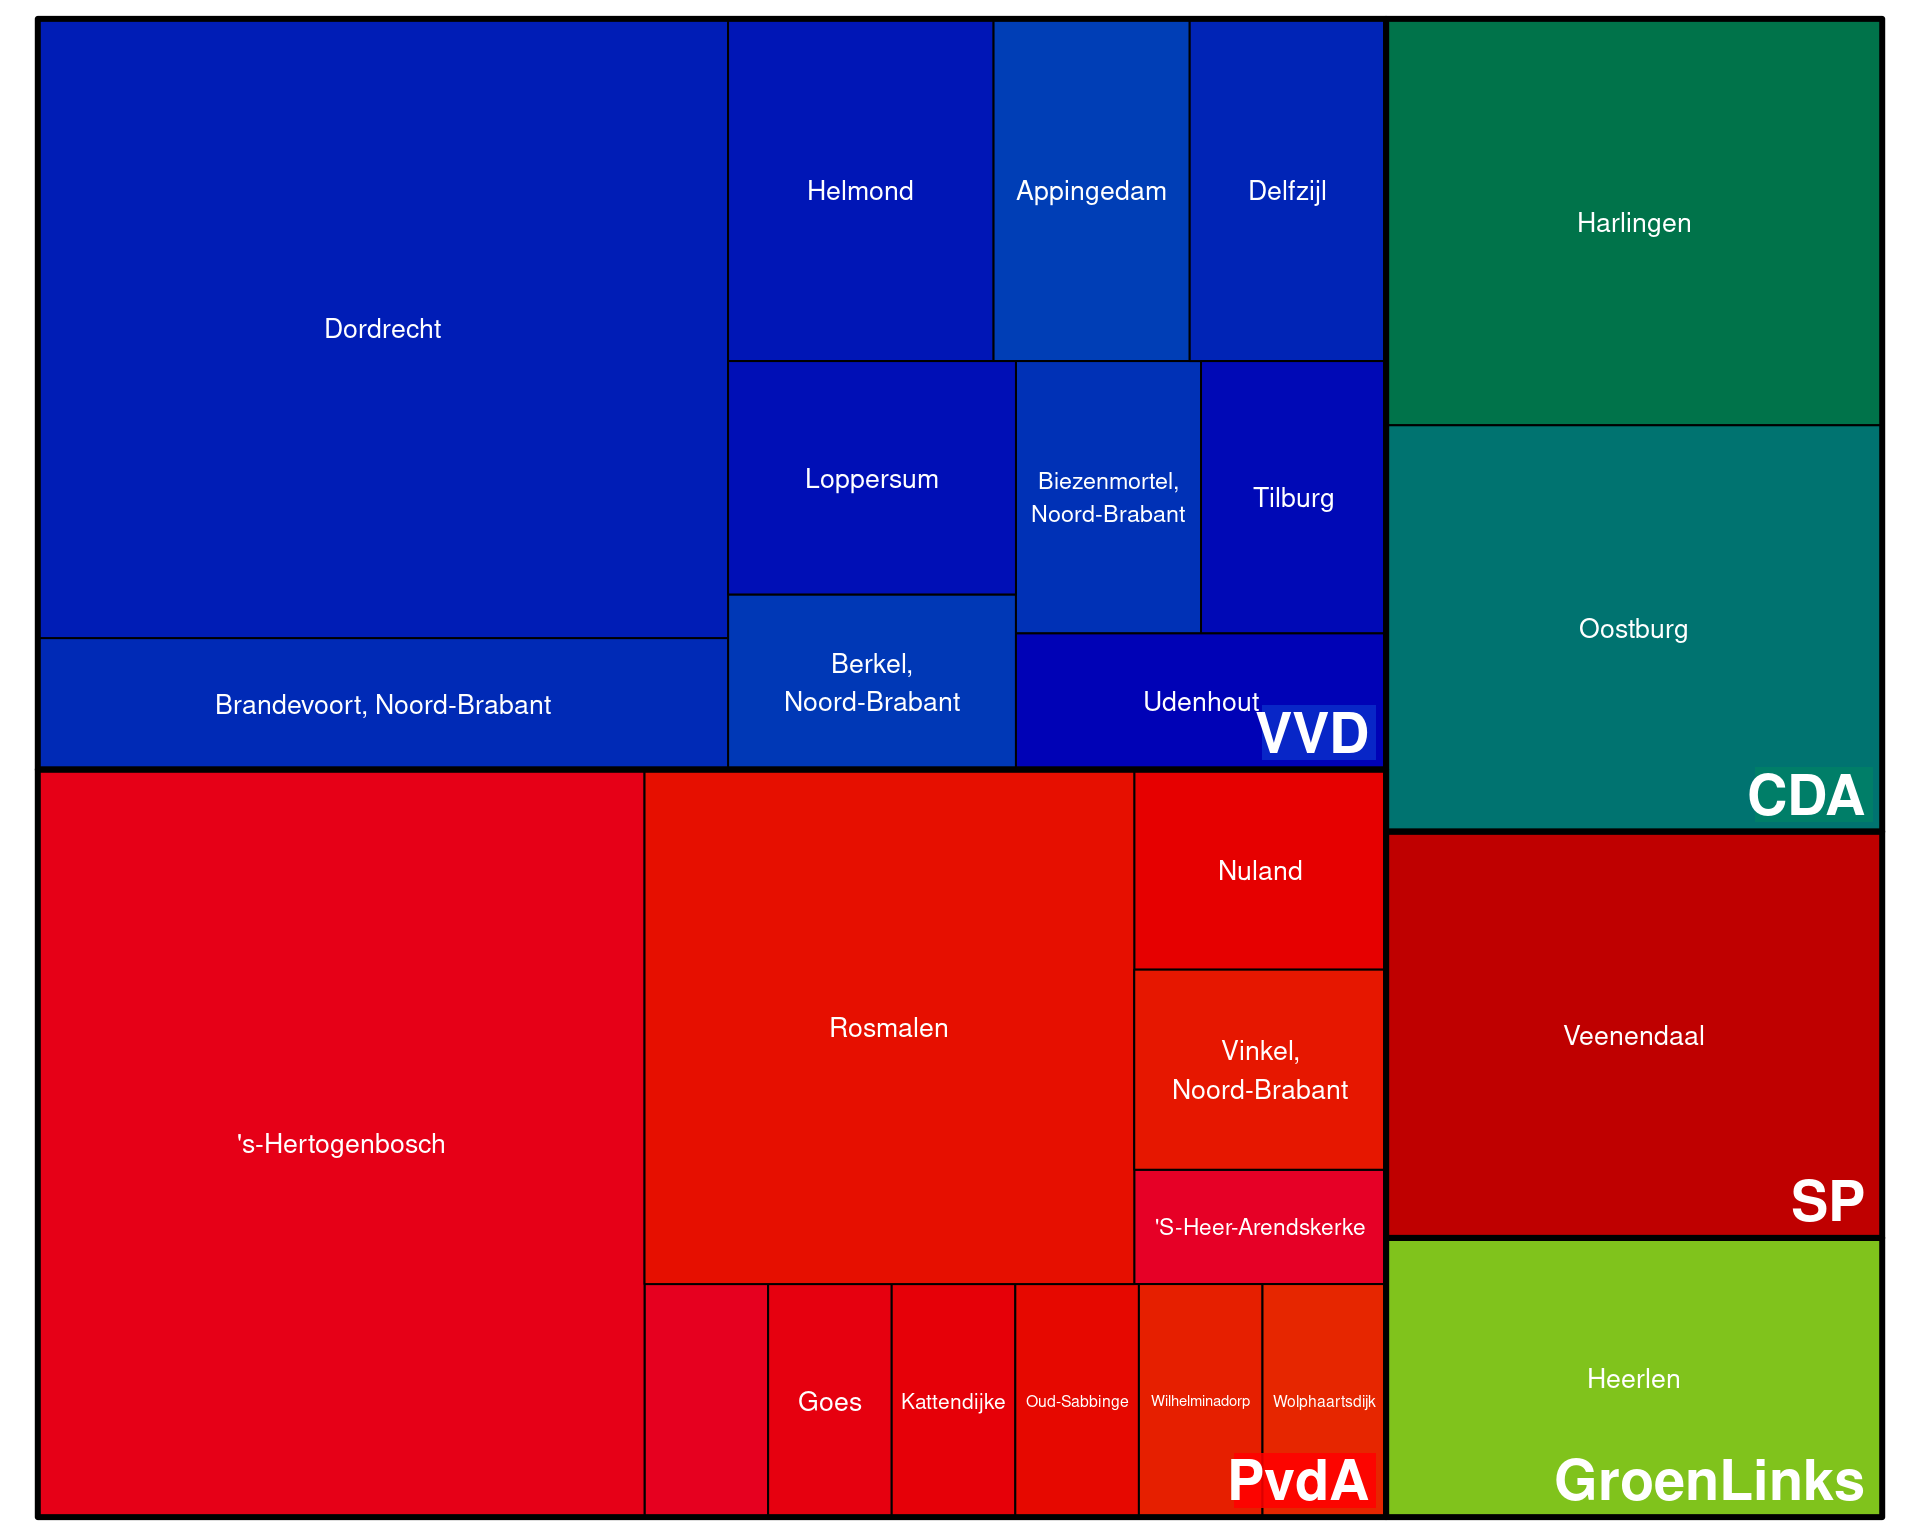 Dordrecht
Helmond
Appingedam
Delfzijl
Harlingen
Loppersum
Biezenmortel,
Noord-Brabant
Tilburg
Oostburg
Brandevoort, Noord-Brabant
Berkel,
Noord-Brabant
Udenhout
VVD
CDA
's-Hertogenbosch
Rosmalen
Nuland
Vinkel,
Noord-Brabant
'S-Heer-Arendskerke
Veenendaal
SP
Goes
Kattendijke
Oud-Sabbinge
Wilhelminadorp
Wolphaartsdijk
PvdA
Heerlen
GroenLinks